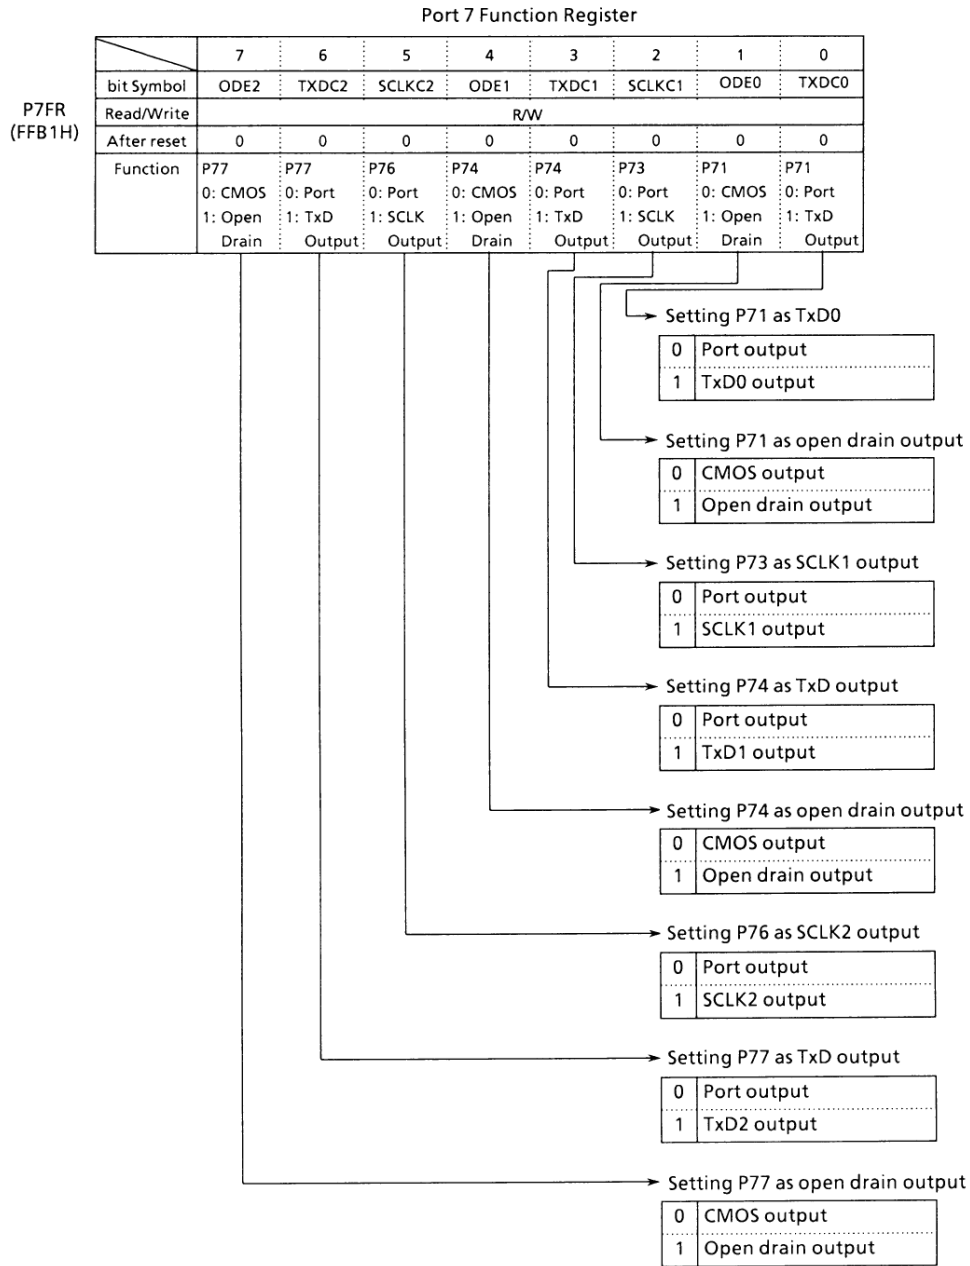 Port 7 Function Register
7 6 5 4 3 2 1 0
bit Symbol ODE2 TXDC2 SCLKC2 ODE1 TXDC1 SCLKC1 ODE0 TXDC0
P7FR
(FFB1H)
Read/Write R/W
After reset 0 0 0 0 0 0 0 0
Function P77 P77 P76 P74 P74 P73 P71 P71
0: CMOS 0: Port 0: Port 0: CMOS 0: Port 0: Port 0: CMOS 0: Port
1: Open 1: TxD 1: SCLK 1: Open 1: TxD 1: SCLK 1: Open 1: TxD
Drain Output Output Drain Output Output Drain Output
Setting P71 as TxD0
0 Port output
1 TxD0 output
Setting P71 as open drain output
0 CMOS output
1 Open drain output
Setting P73 as SCLK1 output
0 Port output
1 SCLK1 output
Setting P74 as TxD output
0 Port output
1 TxD1 output
Setting P74 as open drain output
0 CMOS output
1 Open drain output
Setting P76 as SCLK2 output
0 Port output
1 SCLK2 output
Setting P77 as TxD output
0 Port output
1 TxD2 output
Setting P77 as open drain output
0 CMOS output
1 Open drain output